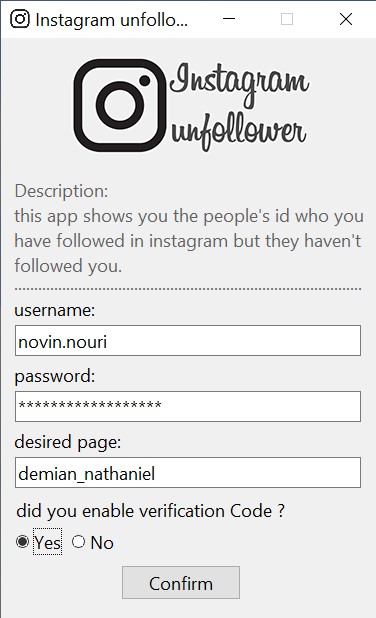 Instagram unfollo...
Instagram
unfollower
Description:
this app shows you the people's id who you
have followed in instagram but they haven't
followed you.
username:
novin.nouri
password:
******************
desired page:
demian_nathaniel
did you enable verification Code ?
Yes No
Confirm